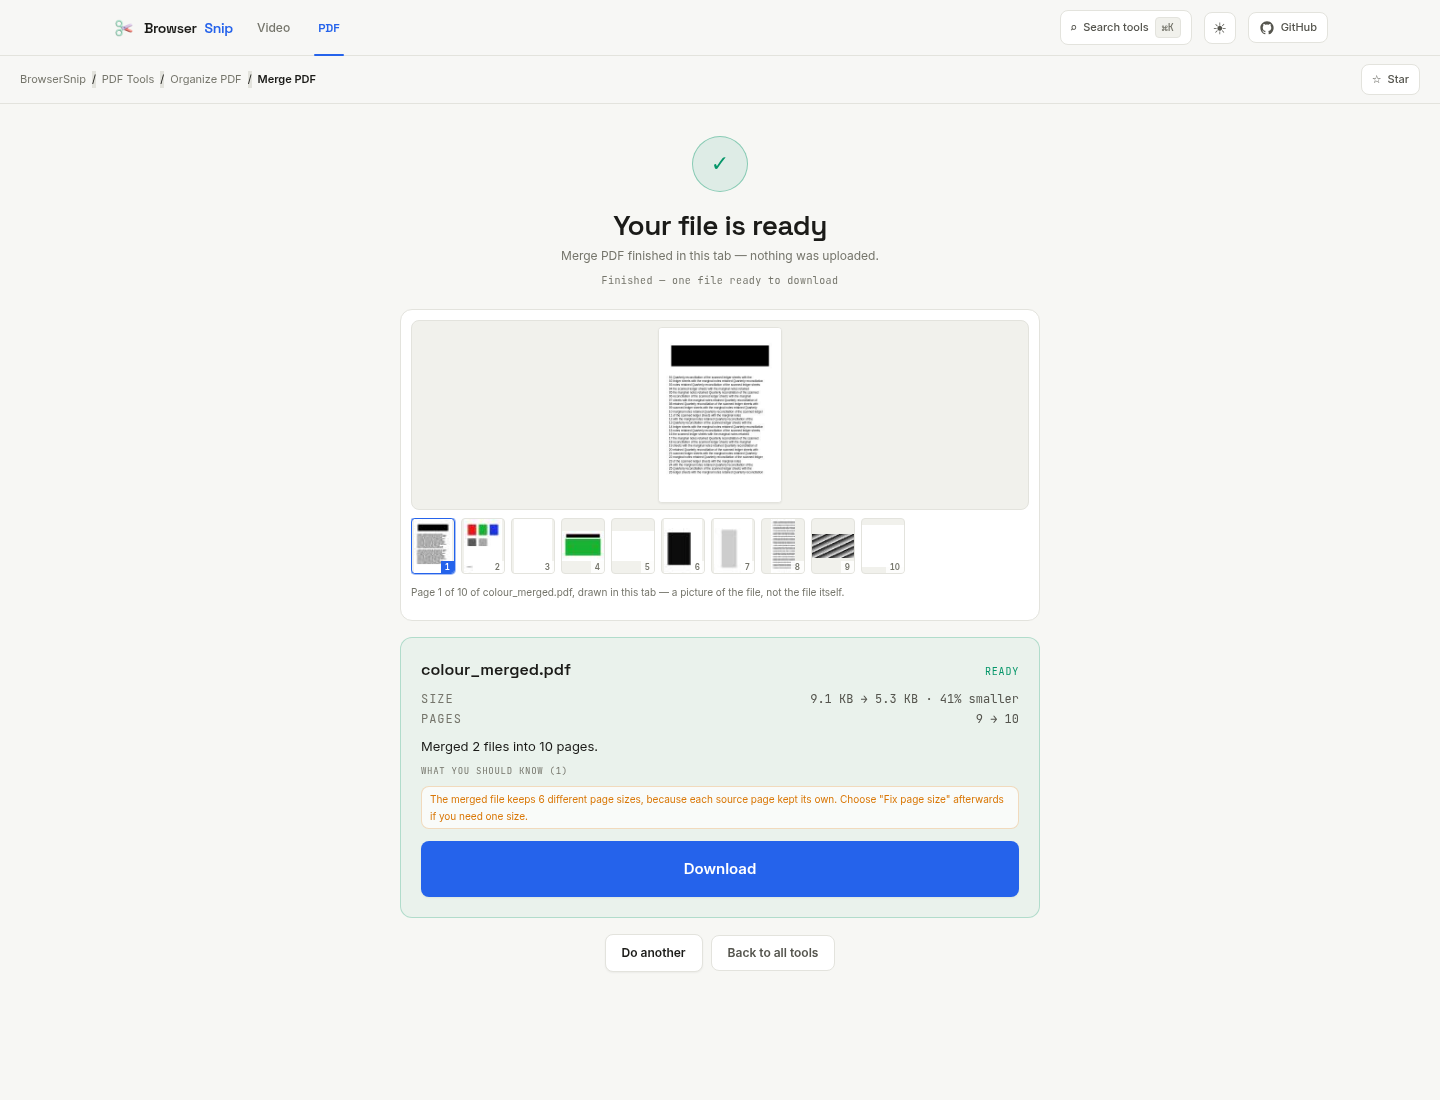 Browser Snip Video PDF Search tools ⌘K GitHub
BrowserSnip / PDF Tools / Organize PDF / Merge PDF ☆ Star
✓
Your file is ready
Merge PDF finished in this tab — nothing was uploaded.
Finished — one file ready to download
1 2 3 4 5 6 7 8 9 10
Page 1 of 10 of colour_merged.pdf, drawn in this tab — a picture of the file, not the file itself.
colour_merged.pdf READY
SIZE 9.1 KB → 5.3 KB · 41% smaller
PAGES 9 → 10
Merged 2 files into 10 pages.
WHAT YOU SHOULD KNOW (1)
The merged file keeps 6 different page sizes, because each source page kept its own. Choose "Fix page size" afterwards
if you need one size.
Download
Do another Back to all tools